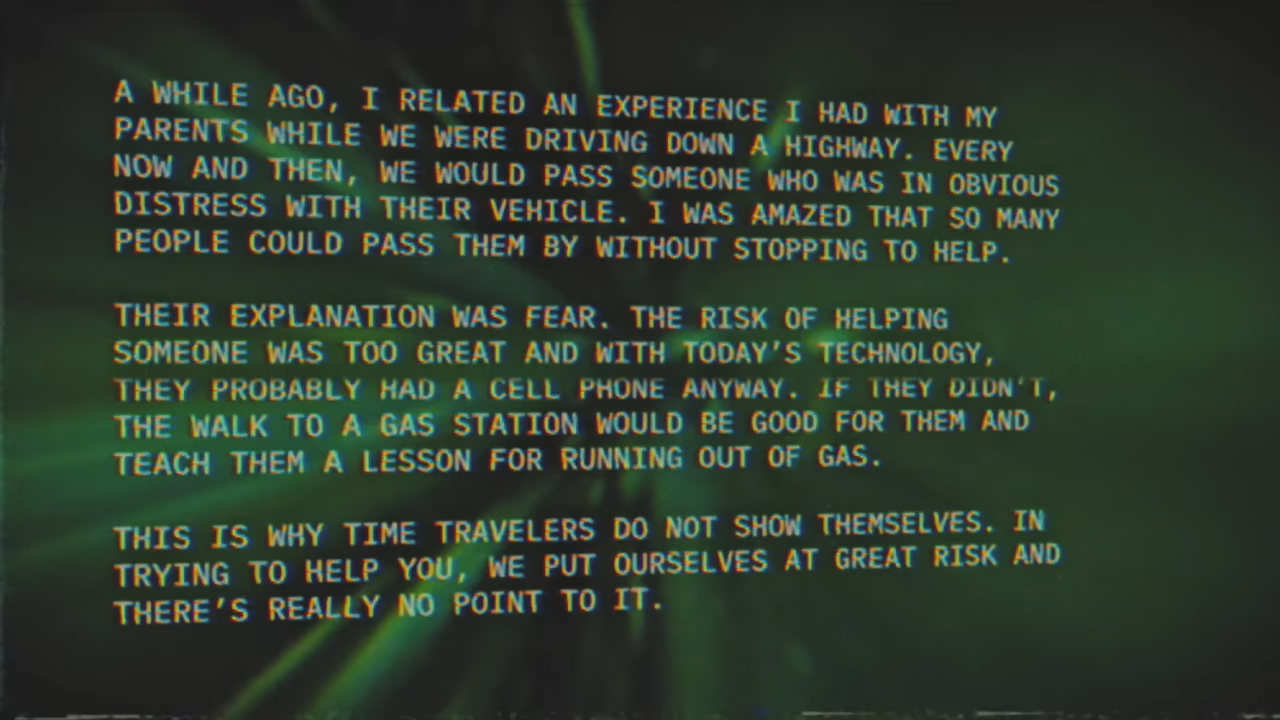 A WHILE AGO, I RELATED AN EXPERIENCE I HAD WITH MY
PARENTS WHILE WE WERE DRIVING DOWN A HIGHWAY. EVERY
NOW AND THEN, WE WOULD PASS SOMEONE WHO WAS IN OBVIOUS
DISTRESS WITH THEIR VEHICLE. I WAS AMAZED THAT SO MANY
PEOPLE COULD PASS THEM BY WITHOUT STOPPING TO HELP.
THEIR EXPLANATION WAS FEAR. THE RISK OF HELPING
SOMEONE WAS TOO GREAT AND WITH TODAY'S TECHNOLOGY,
THEY PROBABLY HAD A CELL PHONE ANYWAY. IF THEY DIDN'T,
THE WALK TO A GAS STATION WOULD BE GOOD FOR THEM AND
TEACH THEM A LESSON FOR RUNNING OUT OF GAS.
THIS IS WHY TIME TRAVELERS DO NOT SHOW THEMSELVES. IN
TRYING TO HELP YOU, WE PUT OURSELVES AT GREAT RISK AND
THERE'S REALLY NO POINT TO IT.